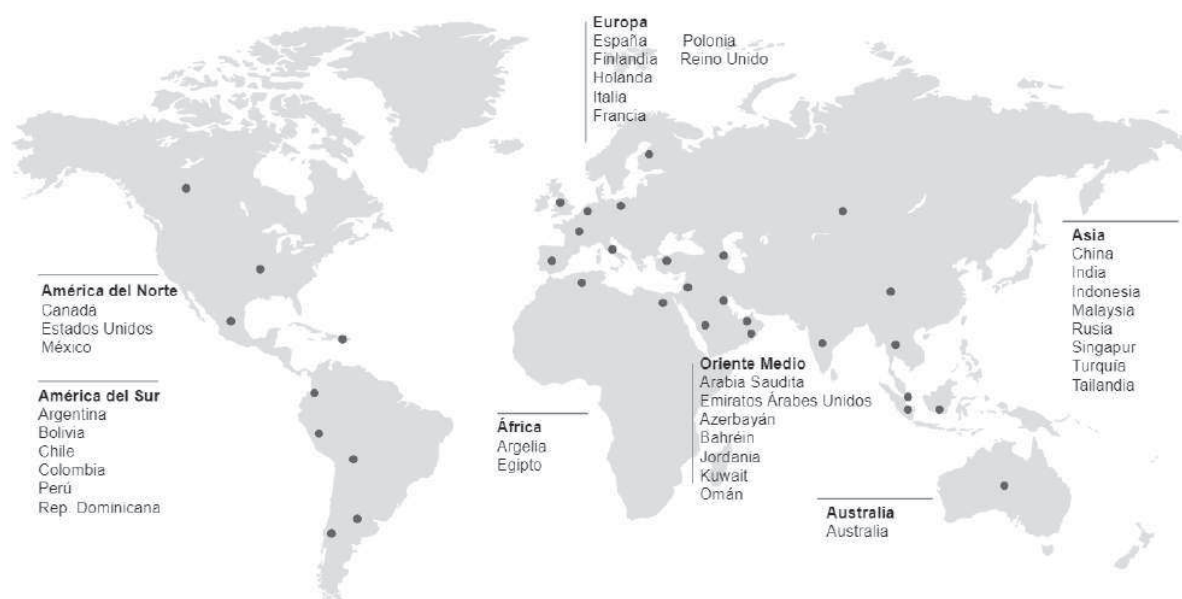 Europa
España Polonia
Finlandia Reino Unido
Holanda
Italia
Francia
América del Norte
Canadá
Estados Unidos
México
América del Sur
Argentina
Bolivia
Chile
Colombia
Perú
Rep. Dominicana
África
Argelia
Egipto
Oriente Medio
Arabia Saudita
Emiratos Árabes Unidos
Azerbayán
Bahréin
Jordania
Kuwait
Omán
Asia
China
India
Indonesia
Malaysia
Rusia
Singapur
Turquía
Tailandia
Australia
Australia